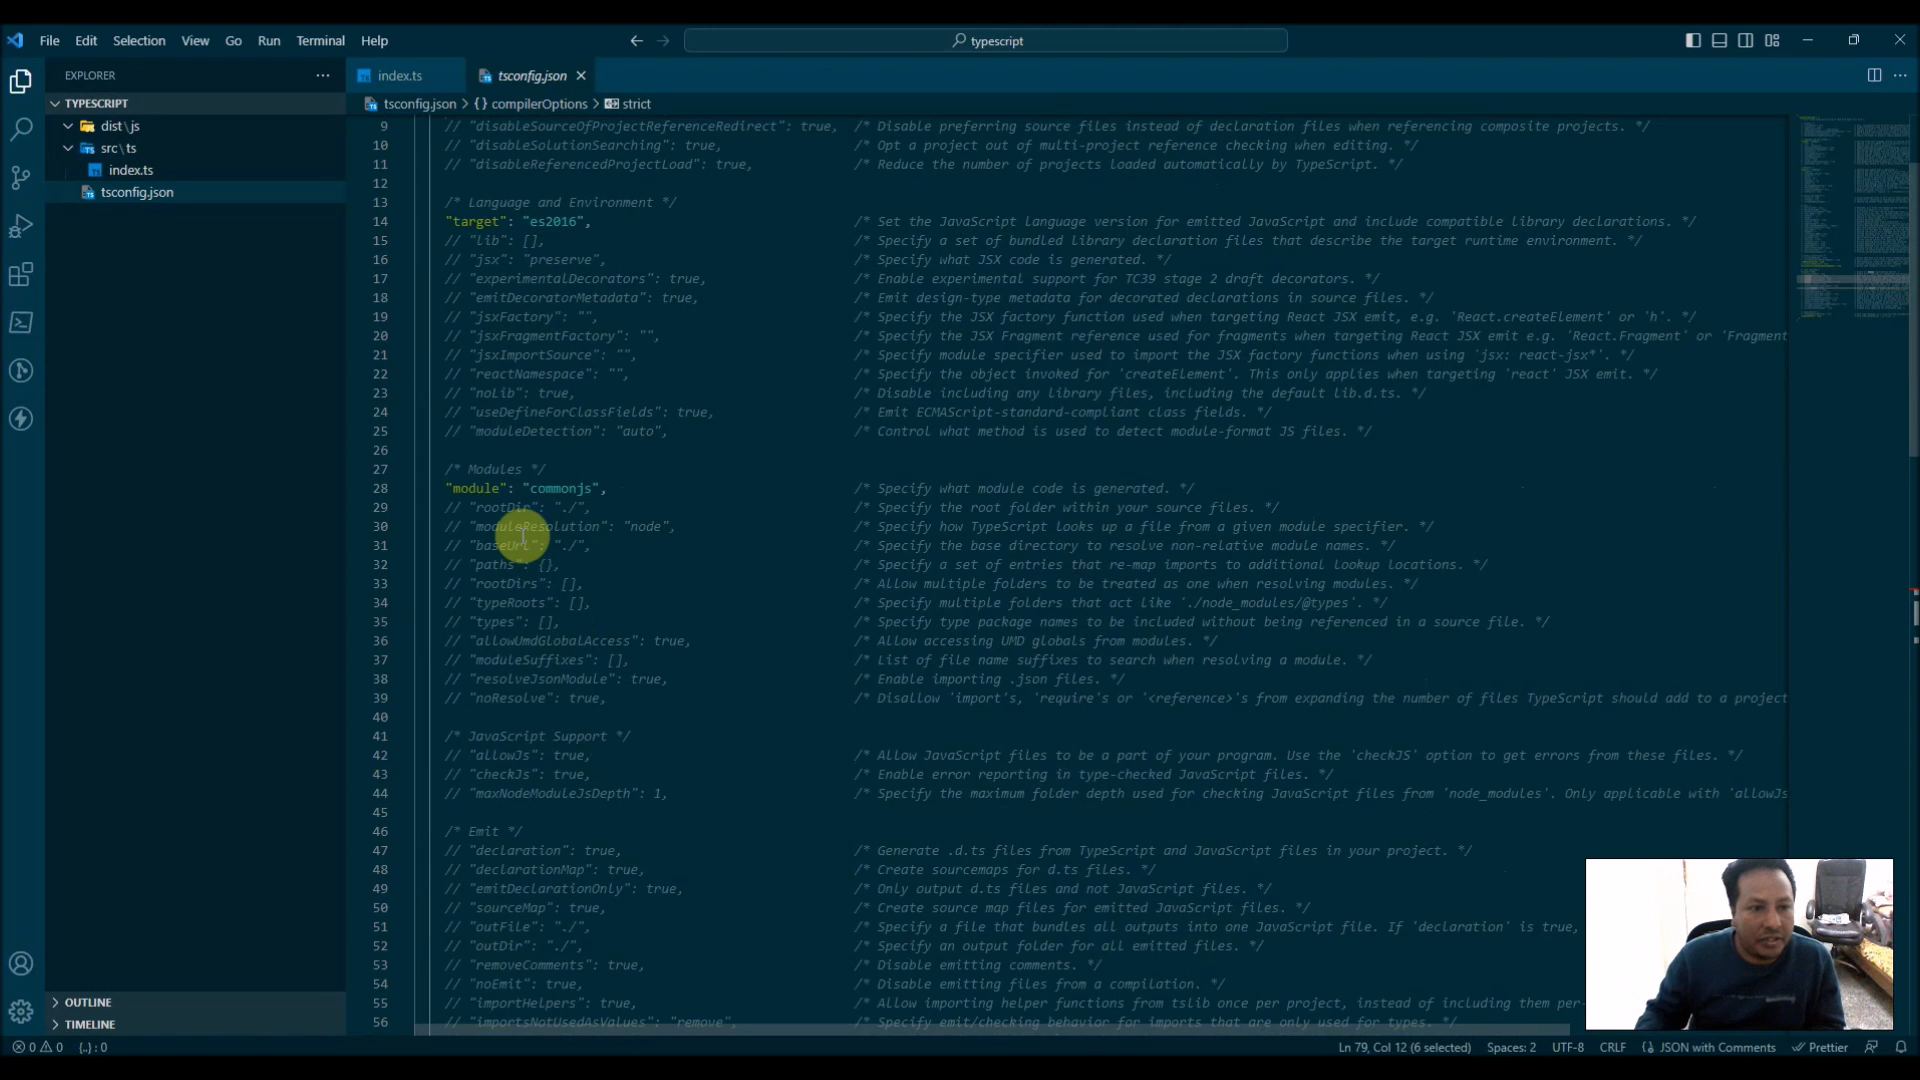 File Edit Selection View Go Run Terminal Help
typescript
EXPLORER
index.ts
tsconfig.json
TYPESCRIPT
tsconfig.json > {} compilerOptions > strict
dist\js
src\ts
index.ts
tsconfig.json
9 // "disableSourceOfProjectReferenceRedirect": true, /* Disable preferring source files instead of declaration files when referencing composite projects. */
10 // "disableSolutionSearching": true, /* Opt a project out of multi-project reference checking when editing. */
11 // "disableReferencedProjectLoad": true, /* Reduce the number of projects loaded automatically by TypeScript. */
12
13 /* Language and Environment */
14 "target": "es2016", /* Set the JavaScript language version for emitted JavaScript and include compatible library declarations. */
15 // "lib": [], /* Specify a set of bundled library declaration files that describe the target runtime environment. */
16 // "jsx": "preserve", /* Specify what JSX code is generated. */
17 // "experimentalDecorators": true, /* Enable experimental support for TC39 stage 2 draft decorators. */
18 // "emitDecoratorMetadata": true, /* Emit design-type metadata for decorated declarations in source files. */
19 // "jsxFactory": "", /* Specify the JSX factory function used when targeting React JSX emit, e.g. 'React.createElement' or 'h'. */
20 // "jsxFragmentFactory": "", /* Specify the JSX Fragment reference used for fragments when targeting React JSX emit e.g. 'React.Fragment' or 'Fragment
21 // "jsxImportSource": "", /* Specify module specifier used to import the JSX factory functions when using 'jsx: react-jsx*'. */
22 // "reactNamespace": "", /* Specify the object invoked for 'createElement'. This only applies when targeting 'react' JSX emit. */
23 // "noLib": true, /* Disable including any library files, including the default lib.d.ts. */
24 // "useDefineForClassFields": true, /* Emit ECMAScript-standard-compliant class fields. */
25 // "moduleDetection": "auto", /* Control what method is used to detect module-format JS files. */
26
27 /* Modules */
28 "module": "commonjs", /* Specify what module code is generated. */
29 // "rootDir": "./", /* Specify the root folder within your source files. */
30 // "moduleResolution": "node", /* Specify how TypeScript looks up a file from a given module specifier. */
31 // "baseUrl": "./", /* Specify the base directory to resolve non-relative module names. */
32 // "paths": {}, /* Specify a set of entries that re-map imports to additional lookup locations. */
33 // "rootDirs": [], /* Allow multiple folders to be treated as one when resolving modules. */
34 // "typeRoots": [], /* Specify multiple folders that act like './node_modules/@types'. */
35 // "types": [], /* Specify type package names to be included without being referenced in a source file. */
36 // "allowUmdGlobalAccess": true, /* Allow accessing UMD globals from modules. */
37 // "moduleSuffixes": [], /* List of file name suffixes to search when resolving a module. */
38 // "resolveJsonModule": true, /* Enable importing .json files. */
39 // "noResolve": true, /* Disallow 'import's, 'require's or '<reference>'s from expanding the number of files TypeScript should add to a project
40
41 /* JavaScript Support */
42 // "allowJs": true, /* Allow JavaScript files to be a part of your program. Use the 'checkJS' option to get errors from these files. */
43 // "checkJs": true, /* Enable error reporting in type-checked JavaScript files. */
44 // "maxNodeModuleJsDepth": 1, /* Specify the maximum folder depth used for checking JavaScript files from 'node_modules'. Only applicable with 'allowJs
45
46 /* Emit */
47 // "declaration": true, /* Generate .d.ts files from TypeScript and JavaScript files in your project. */
48 // "declarationMap": true, /* Create sourcemaps for d.ts files. */
49 // "emitDeclarationOnly": true, /* Only output d.ts files and not JavaScript files. */
50 // "sourceMap": true, /* Create source map files for emitted JavaScript files. */
51 // "outFile": "./", /* Specify a file that bundles all outputs into one JavaScript file. If 'declaration' is true,
52 // "outDir": "./", /* Specify an output folder for all emitted files. */
53 // "removeComments": true, /* Disable emitting comments. */
54 // "noEmit": true, /* Disable emitting files from a compilation. */
55 // "importHelpers": true, /* Allow importing helper functions from tslib once per project, instead of including them per-
56 // "importsNotUsedAsValues": "remove", /* Specify emit/checking behavior for imports that are only used for types. */
OUTLINE
TIMELINE
0 0 {..} : 0
Ln 79, Col 12 (6 selected) Spaces: 2 UTF-8 CRLF JSON with Comments Prettier